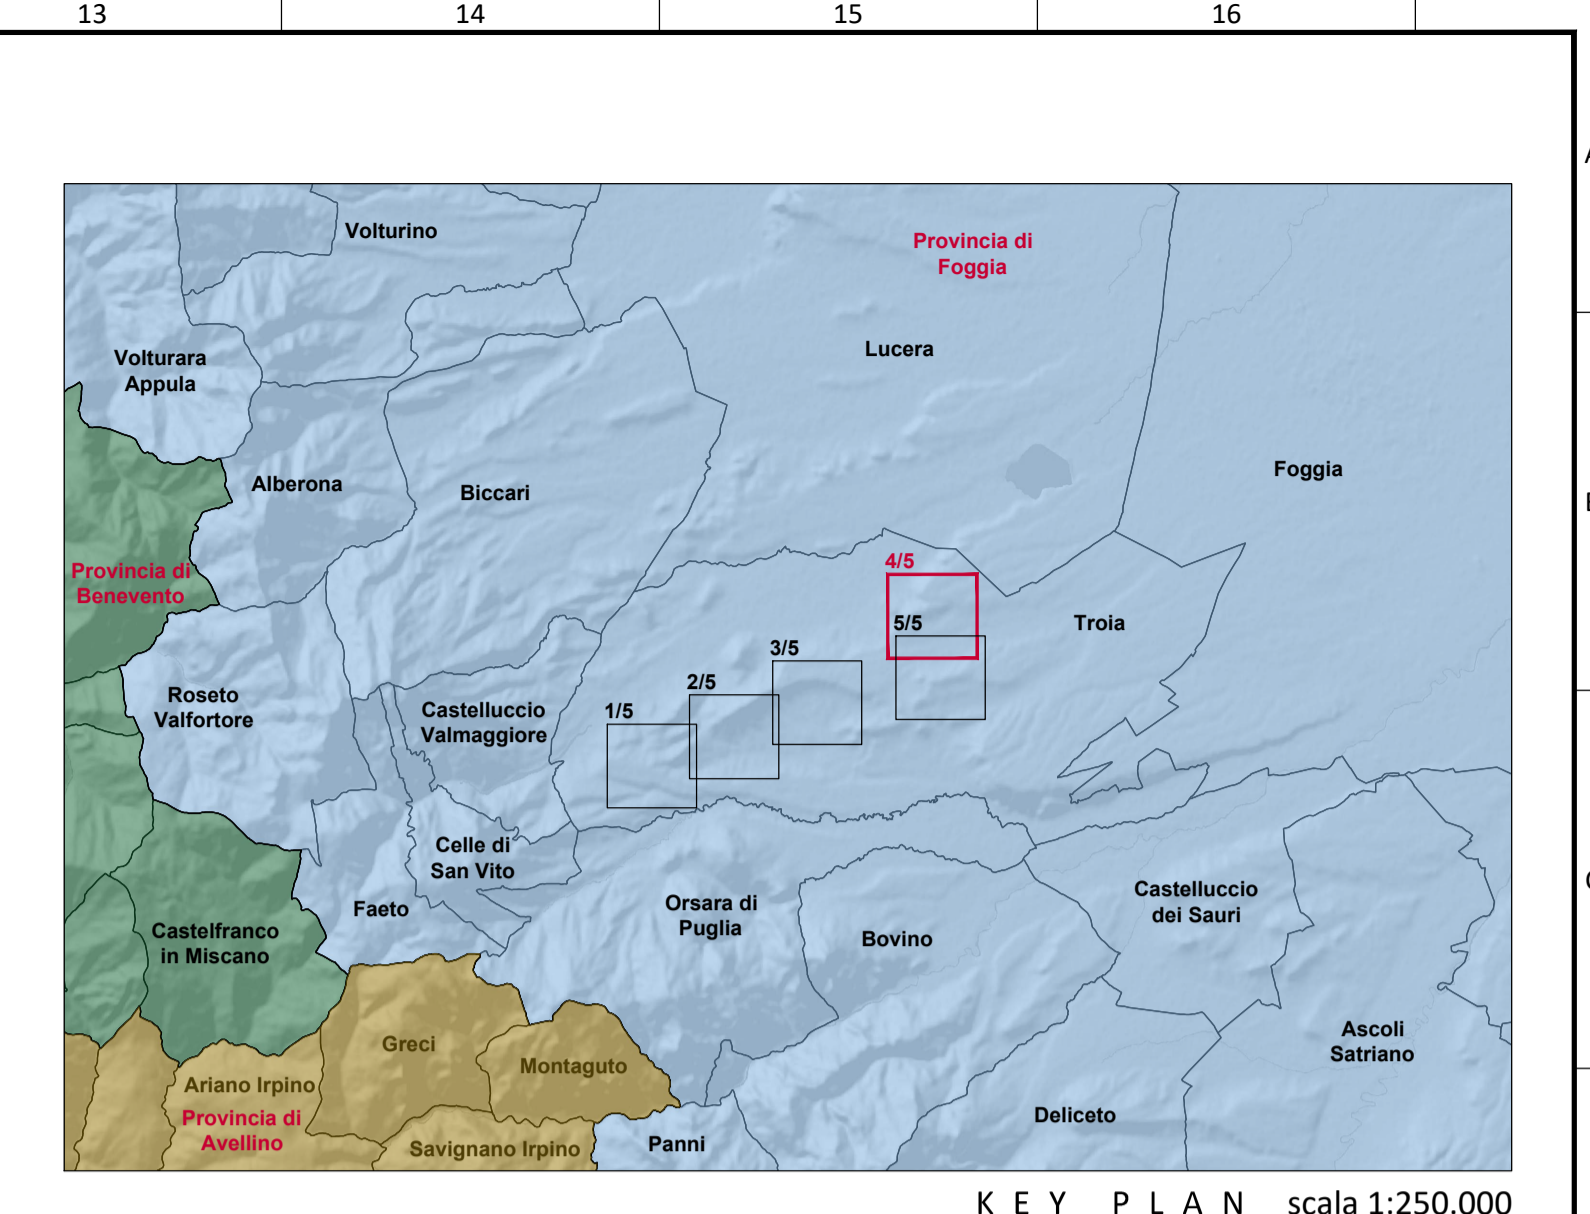 13 14 15 16
A
Volturino
Provincia di
Foggia
Volturara
Appula
Lucera
Alberona
Biccari
Foggia
B
Provincia di
Benevento
4/5
5/5
Troia
3/5
2/5
1/5
Roseto
Valfortore
Castelluccio
Valmaggiore
Celle di
San Vito
Faeto
Orsara di
Puglia
Bovino
Castelluccio
dei Sauri
Castelfranco
in Miscano
Greci
Montaguto
Ascoli
Satriano
Ariano Irpino
Provincia di
Avellino
Savignano Irpino
Panni
Deliceto
KEY PLAN scala 1:250.000